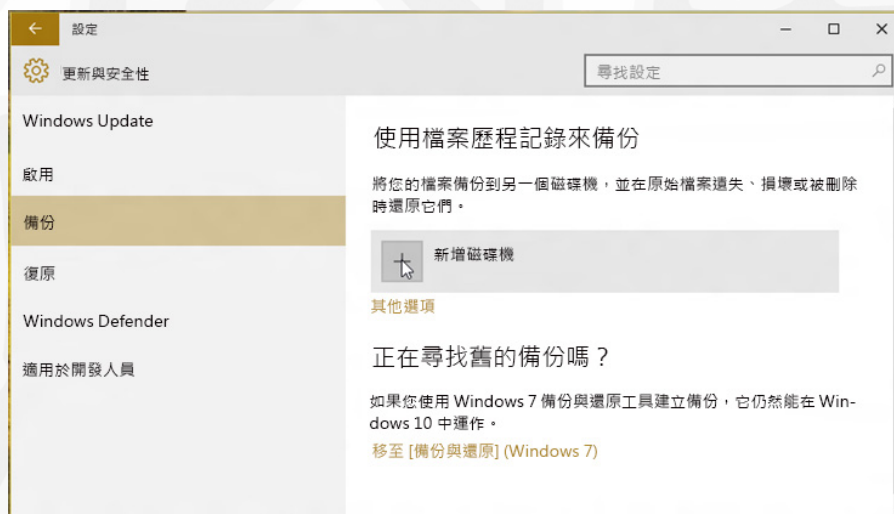 設定
更新與安全性
尋找設定
Windows Update
啟用
備份
復原
Windows Defender
適用於開發人員
使用檔案歷程記錄來備份
將您的檔案備份到另一個磁碟機，並在原始檔案遺失、損壞或被刪除
時還原它們。
新增磁碟機
其他選項
正在尋找舊的備份嗎？
如果您使用 Windows 7 備份與還原工具建立備份，它仍然能在 Win-
dows 10 中運作。
移至 [備份與還原] (Windows 7)